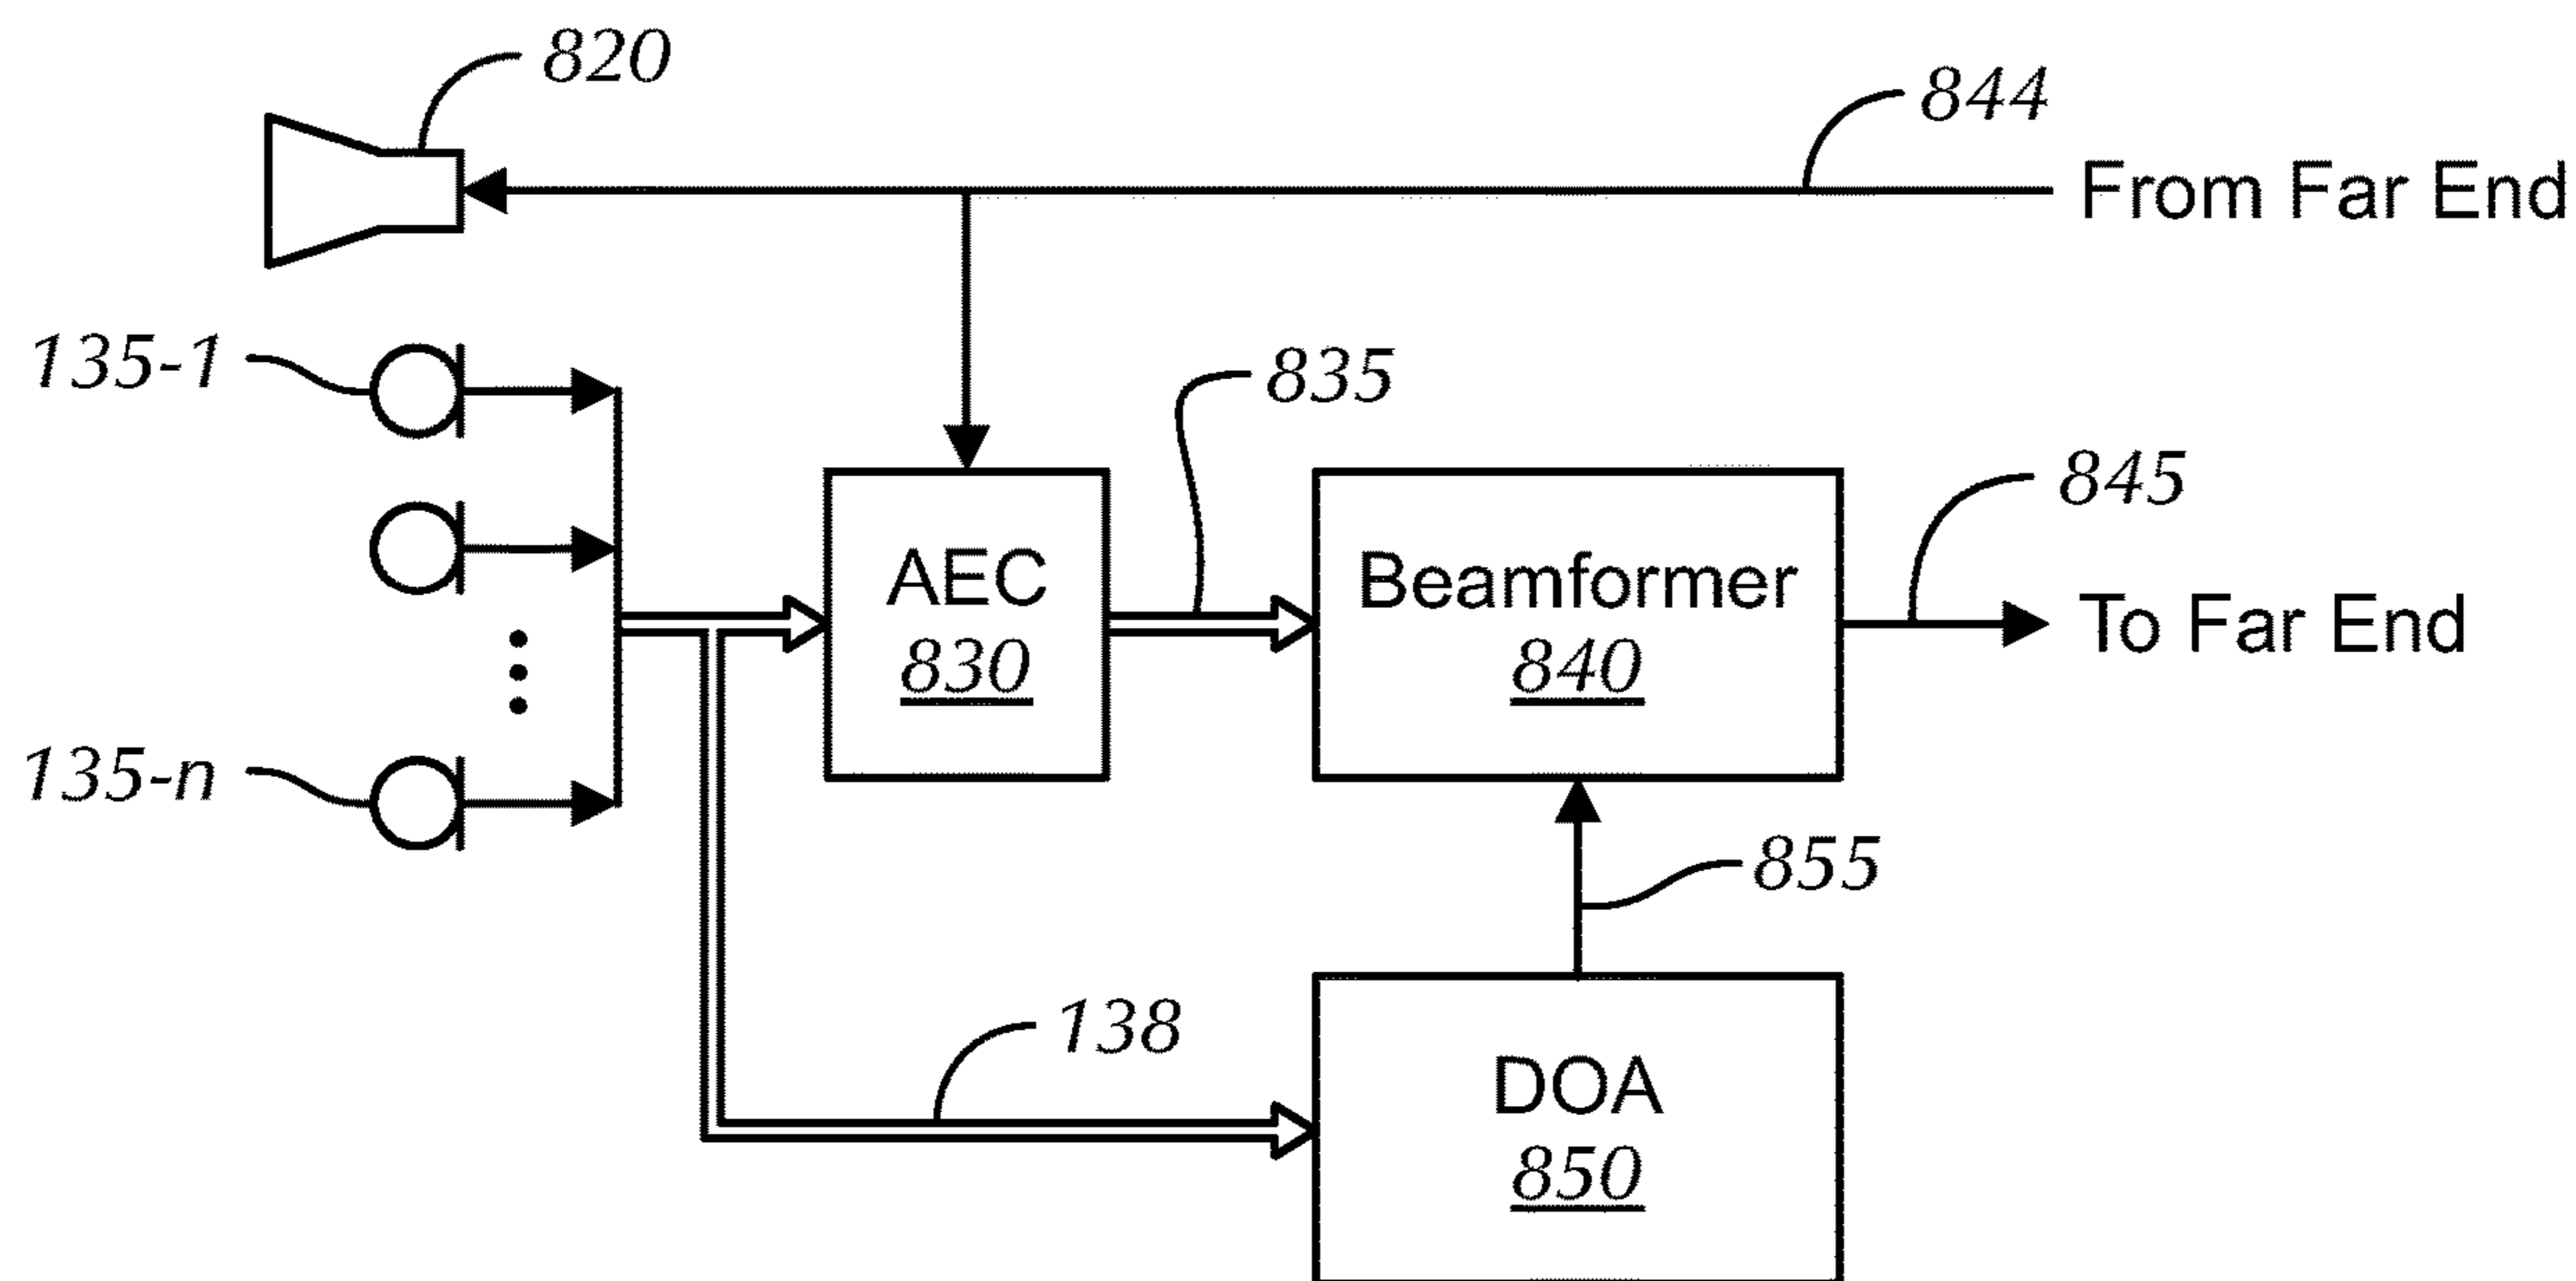 820
844
From Far End
135-1
835
845
AEC
830
Beamformer
840
To Far End
135-n
855
138
DOA
850